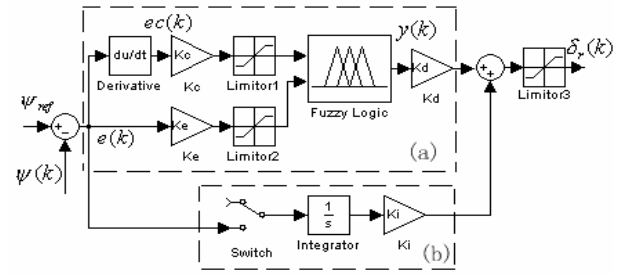 ec(k)
y(k)
δr(k)
du/dt
Kc
Derivative
Kc
Limitor1
Fuzzy Logic
Kd
Kd
Limitor3
ψref
+
-
e(k)
Ke
Ke
Limitor2
(a)
+
+
ψ(k)
Switch
1/s
Integrator
Ki
Ki
(b)